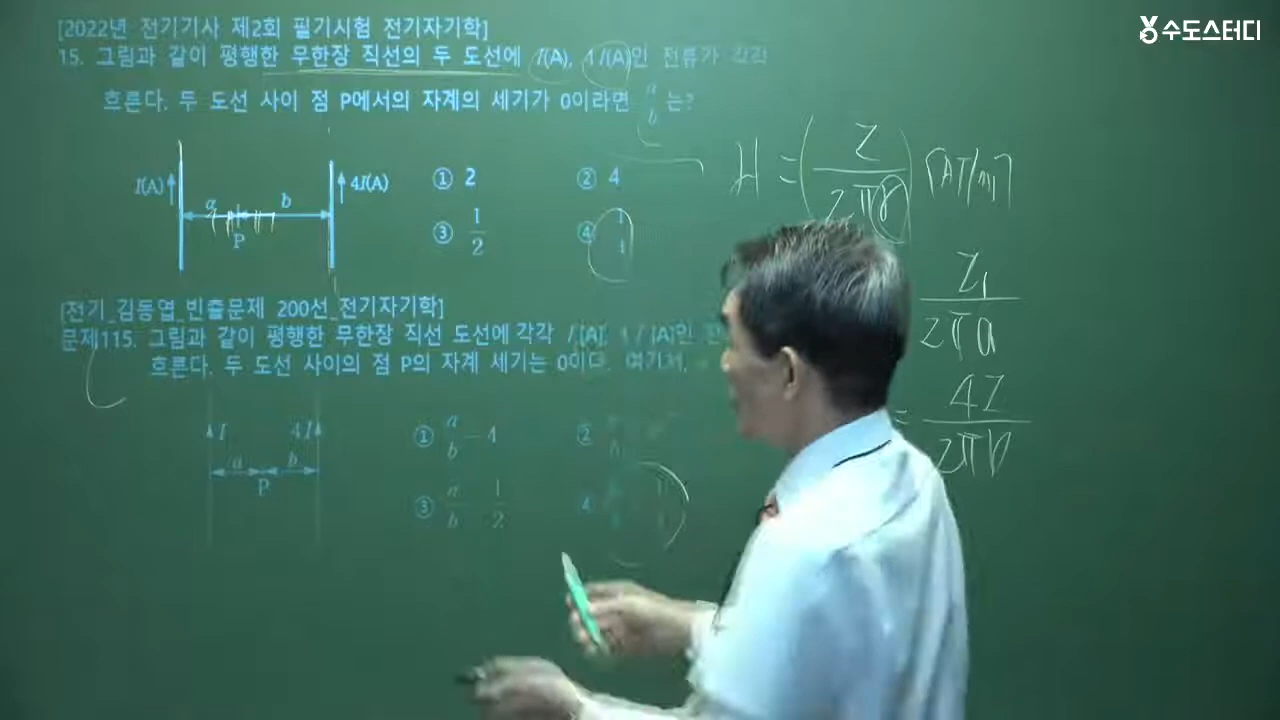 수도스터디
[2022년 전기기사 제2회 필기시험 전기자기학]
15. 그림과 같이 평행한 무한장 직선의 두 도선에 I(A), 4I(A)인 전류가 각각
흐른다. 두 도선 사이 점 P에서의 자계의 세기가 0이라면 a/b 는?
I(A) 4I(A)
a b
P
① 2 ② 4
③ 1/2 ④ 1/4
H = (I/2πr) [AT/m]
I₁/2πa
= 4I/2πb
[전기_김동엽_빈출문제 200선_전기자기학]
문제115. 그림과 같이 평행한 무한장 직선 도선에 각각 I[A], 4I[A]인
흐른다. 두 도선 사이의 점 P의 자계 세기는 0이다. 여기서,
I 4I
a b
P
① a/b = 4 ②
③ a/b = 1/2 ④